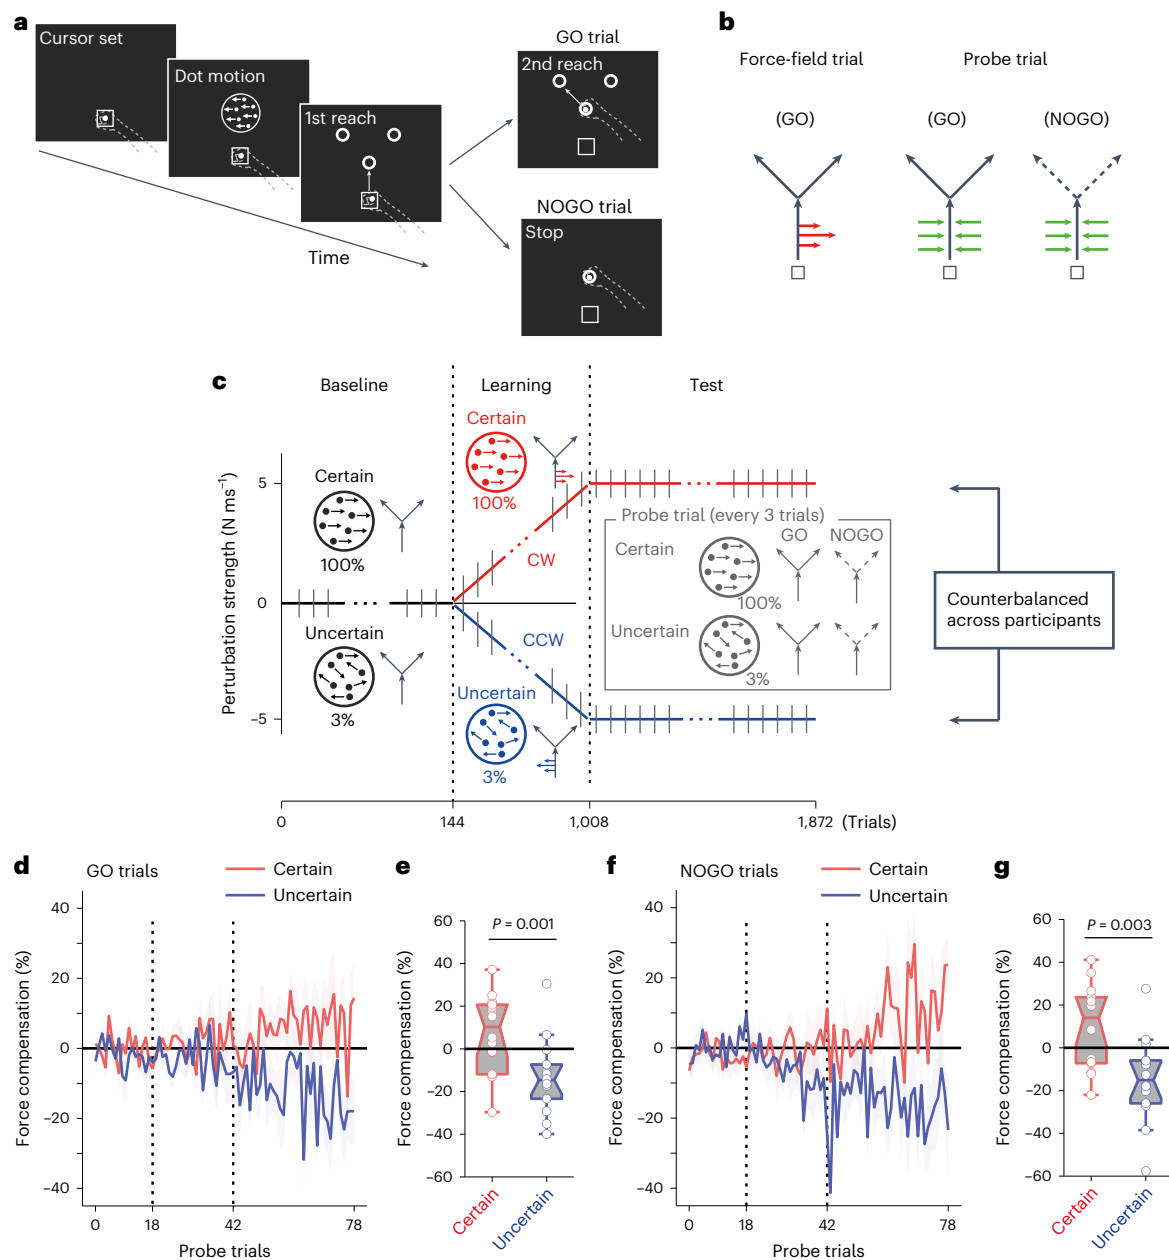 a
Cursor set
Dot motion
1st reach
Time
GO trial
2nd reach
NOGO trial
Stop
b
Force-field trial
Probe trial
(GO)
(GO)
(NOGO)
c
Baseline
Learning
Test
Perturbation strength (N ms⁻¹)
5
0
−5
Certain
100%
Uncertain
3%
Certain
100%
CW
CCW
Uncertain
3%
Probe trial (every 3 trials)
GO
NOGO
Certain
100%
Uncertain
3%
Counterbalanced
across participants
0
144
1,008
1,872
(Trials)
d
GO trials
Certain
Uncertain
Force compensation (%)
40
20
0
−20
−40
0
18
42
78
Probe trials
e
Force compensation (%)
60
40
20
0
−20
−40
−60
P = 0.001
Certain
Uncertain
f
NOGO trials
Certain
Uncertain
Force compensation (%)
40
20
0
−20
−40
0
18
42
78
Probe trials
g
Force compensation (%)
60
40
20
0
−20
−40
−60
P = 0.003
Certain
Uncertain